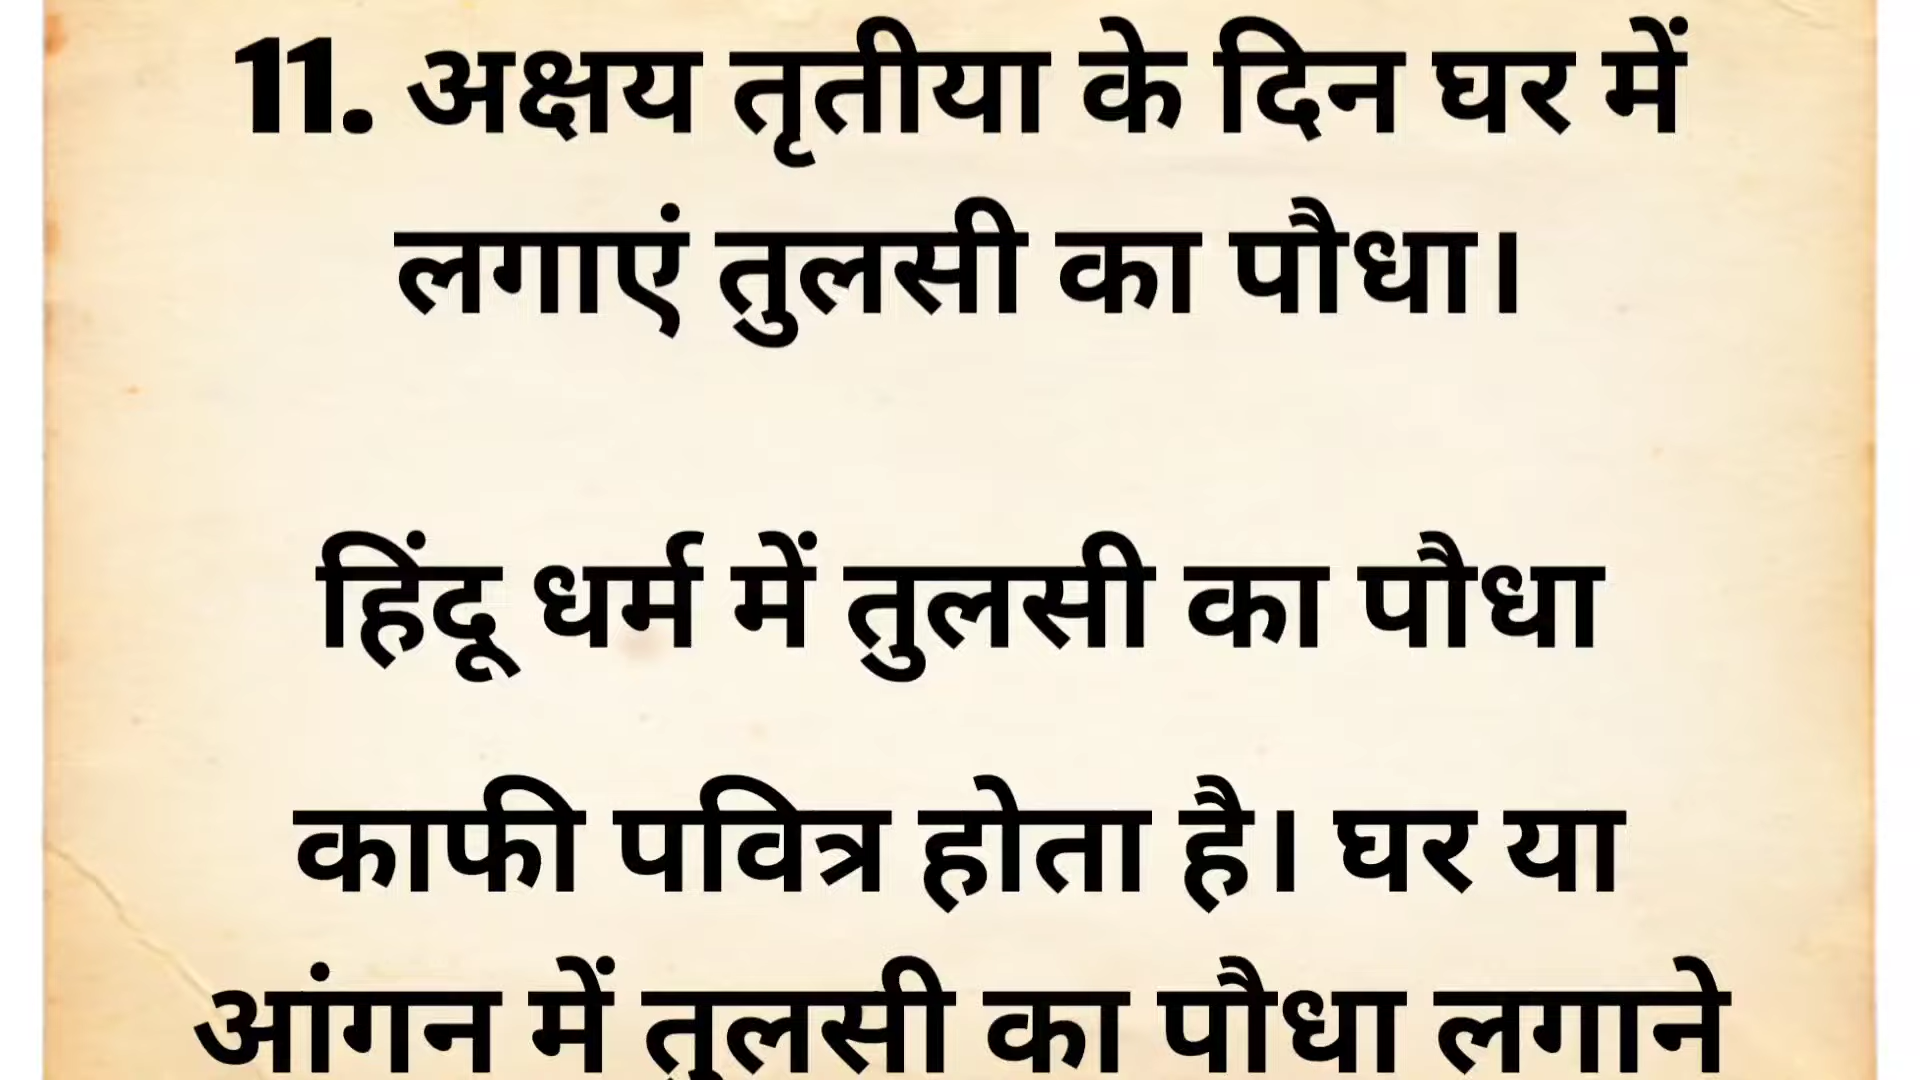 11. अक्षय तृतीया के दिन घर में
लगाएं तुलसी का पौधा।
हिंदू धर्म में तुलसी का पौधा
काफी पवित्र होता है। घर या
आंगन में तुलसी का पौधा लगाने